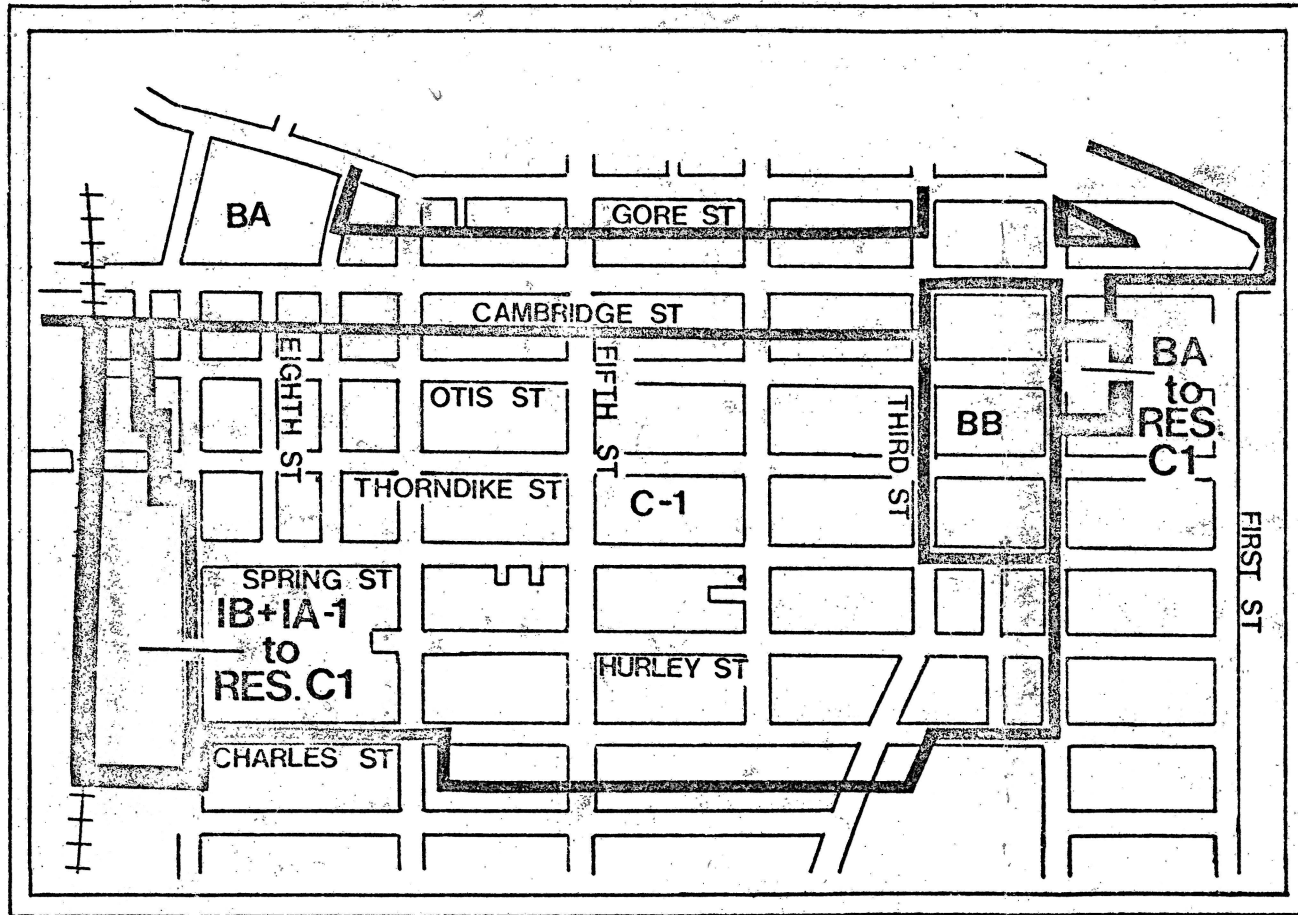 BA
GORE ST
CAMBRIDGE ST
EIGHTH ST
FIFTH ST
OTIS ST
THIRD ST
BB
BA
to
RES.
C1
THORNDIKE ST
C-1
FIRST ST
SPRING ST
IB+IA-1
to
RES. C1
HURLEY ST
CHARLES ST